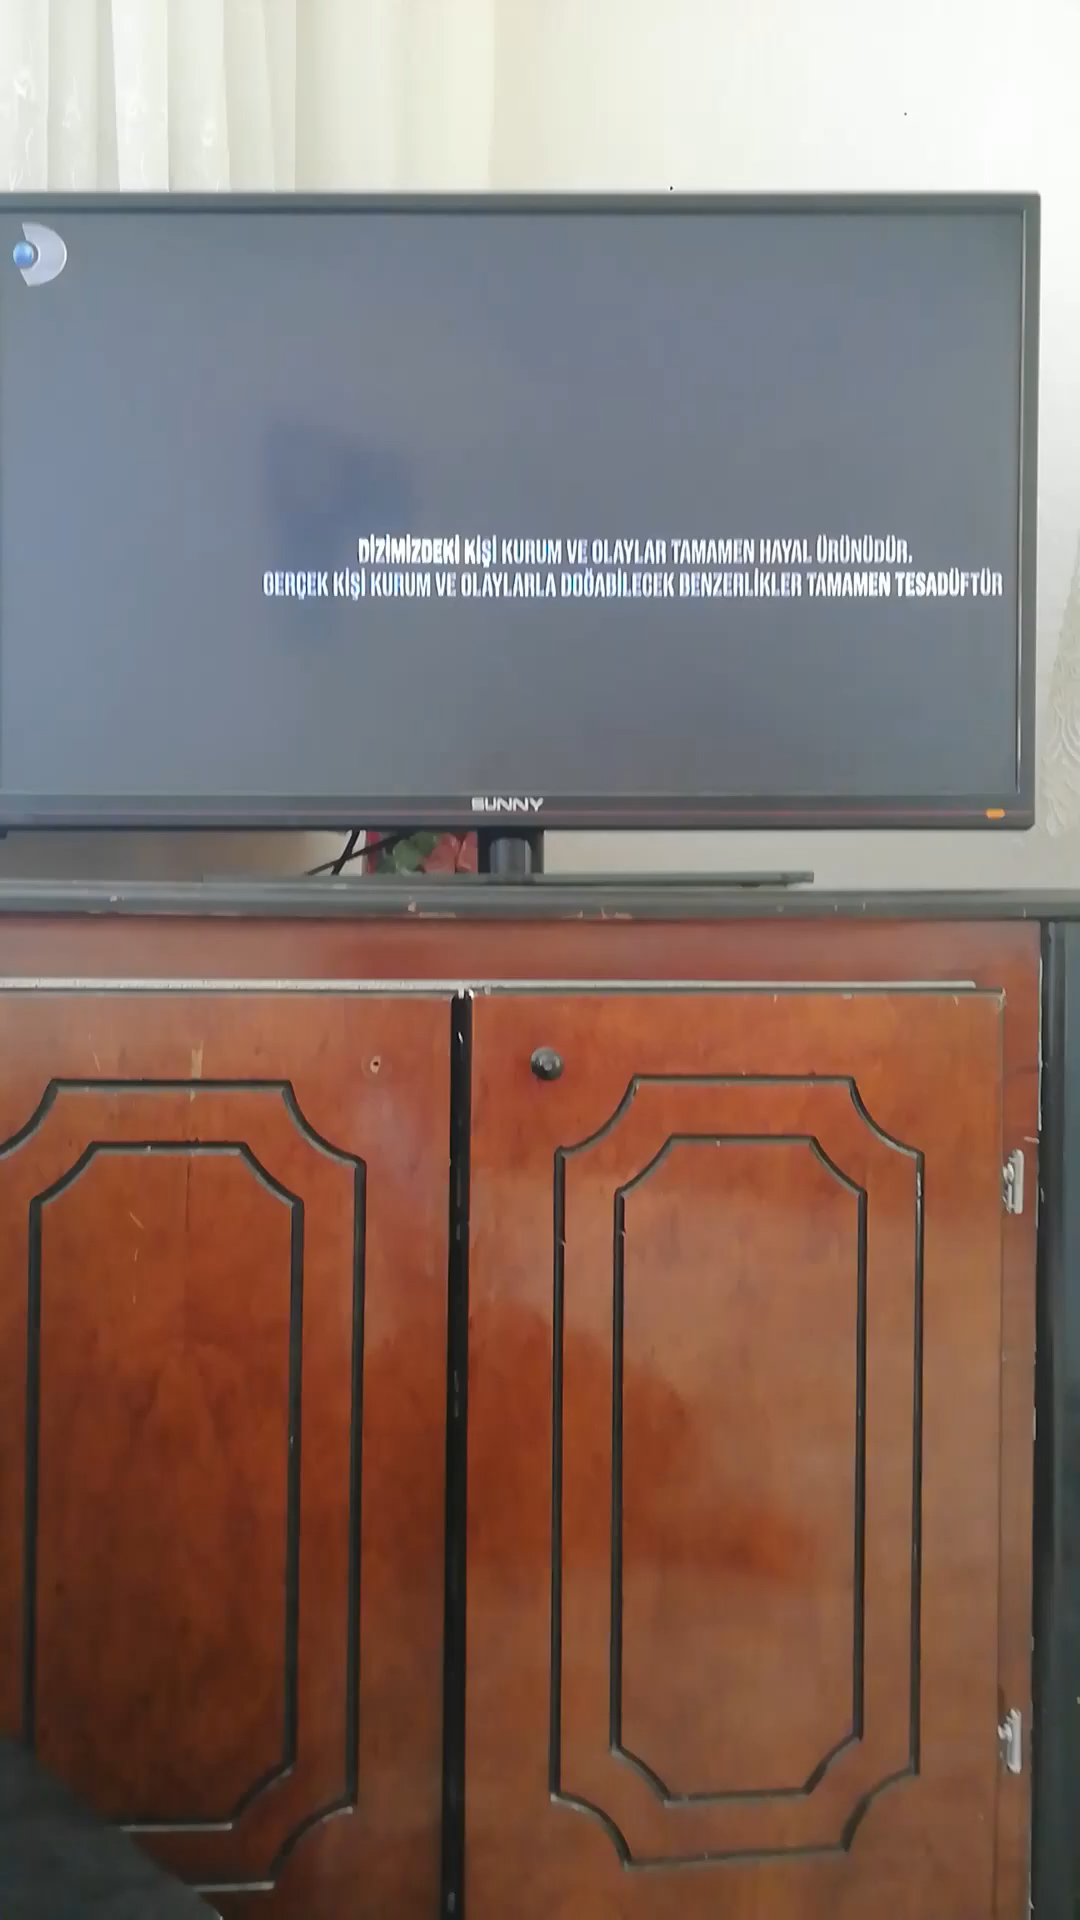 DİZİMİZDEKİ KİŞİ KURUM VE OLAYLAR TAMAMEN HAYAL ÜRÜNÜDÜR.
GERÇEK KİŞİ KURUM VE OLAYLARLA DOĞABİLECEK BENZERLİKLER TAMAMEN TESADÜFTÜR
SUNNY